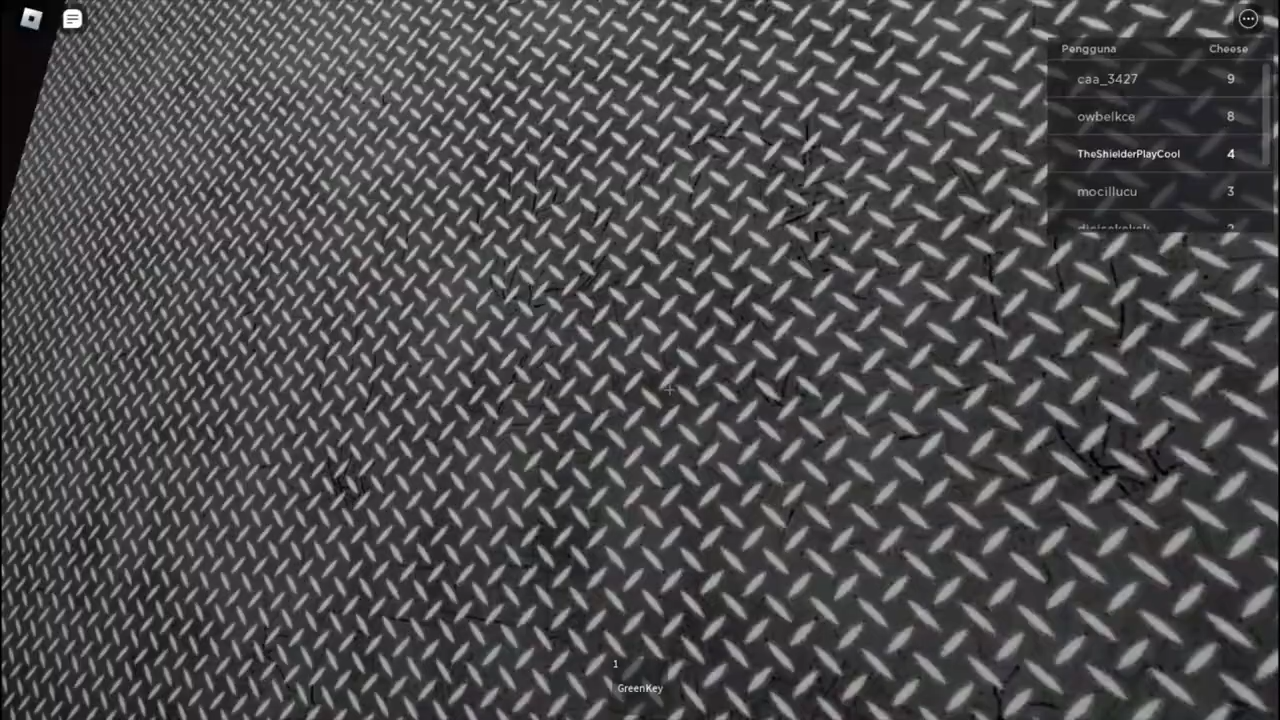 Pengguna Cheese
caa_3427 9
owbelkce 8
TheShielderPlayCool 4
mocillucu 3
1
GreenKey